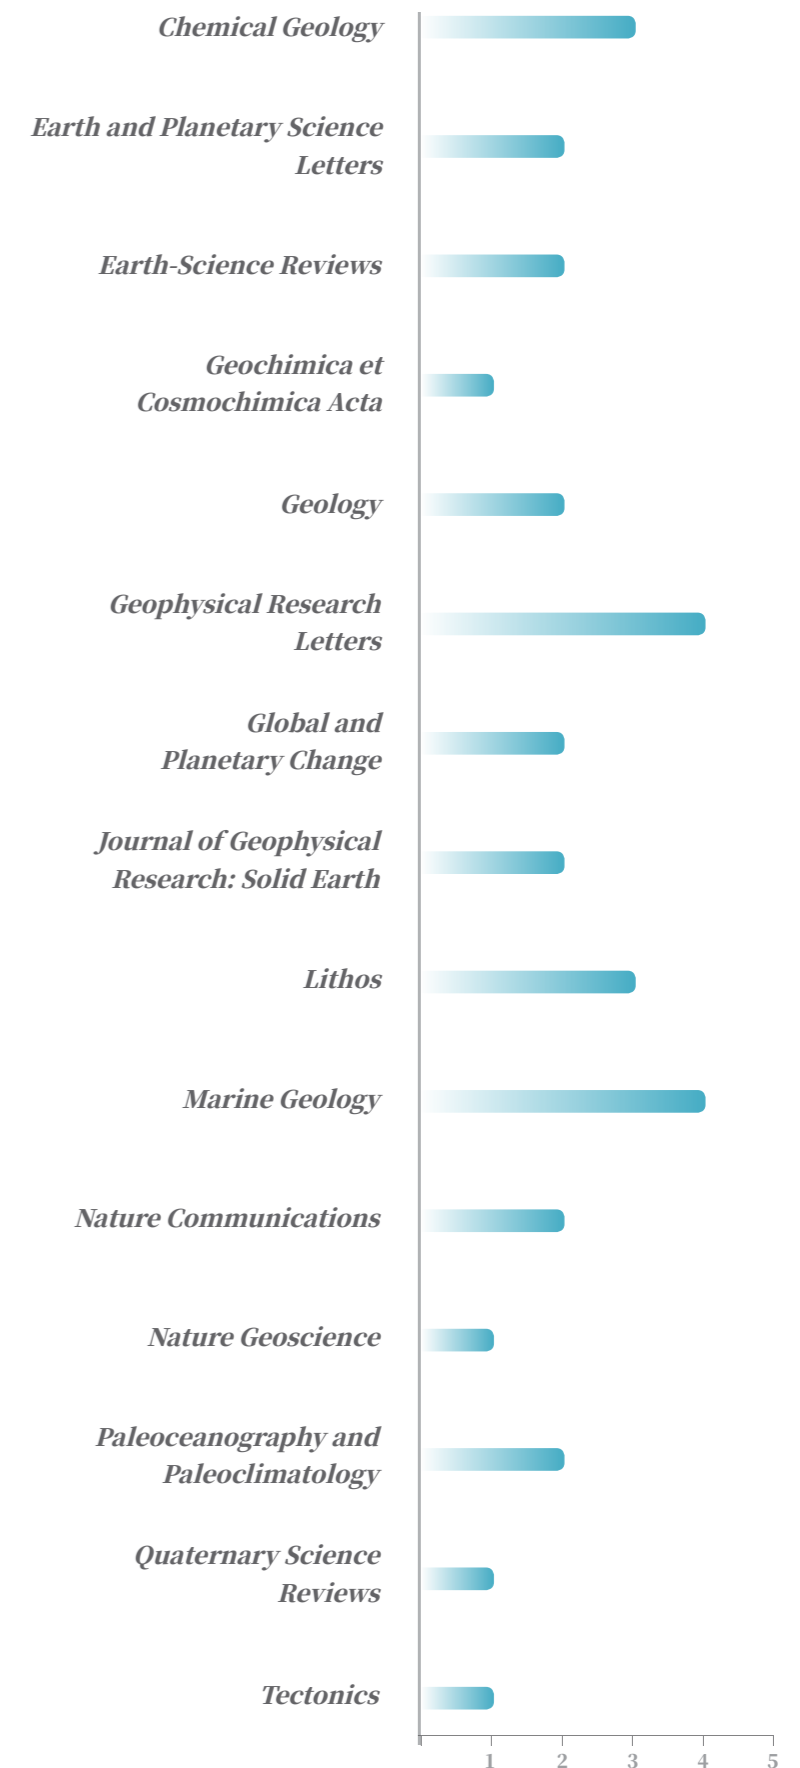 Chemical Geology
Earth and Planetary Science
Letters
Earth-Science Reviews
Geochimica et
Cosmochimica Acta
Geology
Geophysical Research
Letters
Global and
Planetary Change
Journal of Geophysical
Research: Solid Earth
Lithos
Marine Geology
Nature Communications
Nature Geoscience
Paleoceanography and
Paleoclimatology
Quaternary Science
Reviews
Tectonics
1 2 3 4 5